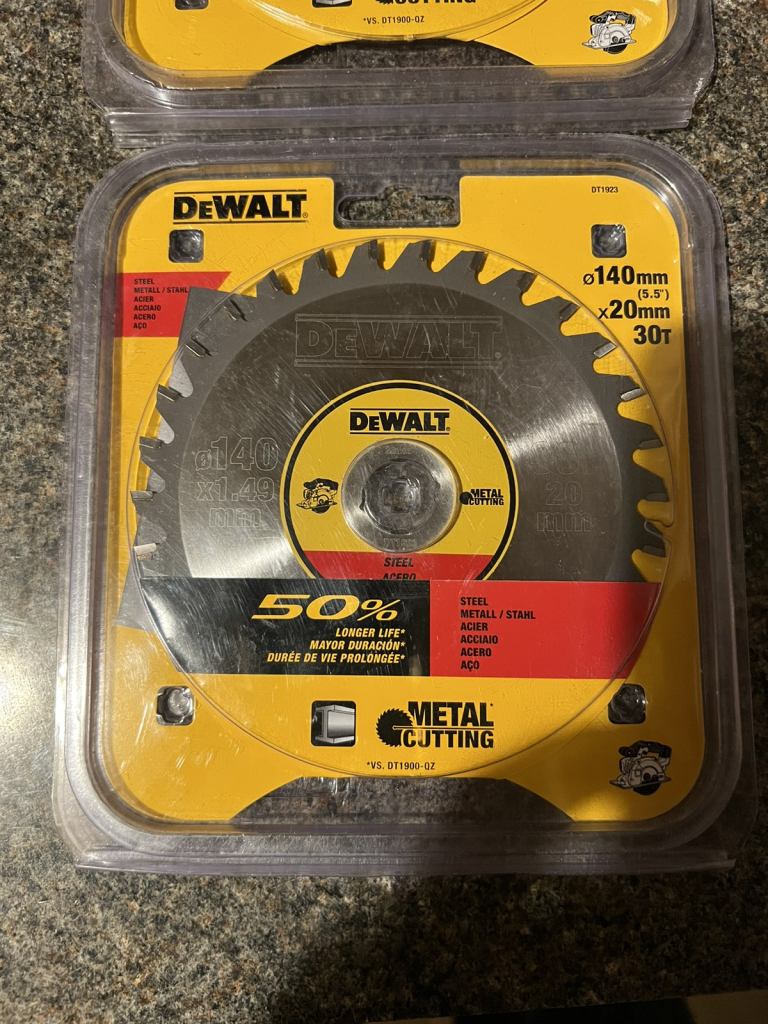 CUTTING
*VS. DT1900-QZ
DEWALT®
DT1923
STEEL
METALL / STAHL
ACIER
ACCIAIO
ACERO
AÇO
ø140mm
(5.5")
x20mm
30T
DEWALT
ø140
x1.49
mm
mm
DEWALT®
METAL
CUTTING
STEEL
ACERO
50%
LONGER LIFE*
MAYOR DURACIÓN*
DURÉE DE VIE PROLONGÉE*
STEEL
METALL / STAHL
ACIER
ACCIAIO
ACERO
AÇO
METAL
CUTTING
*VS. DT1900-QZ